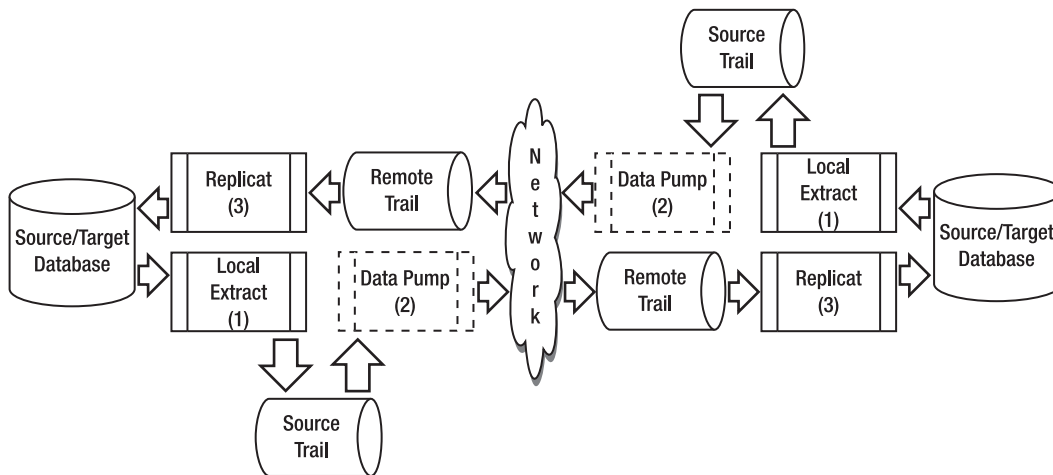 Source
Trail
Replicat
(3)
Remote
Trail
Network
Data Pump
(2)
Local
Extract
(1)
Source/Target
Database
Source/Target
Database
Local
Extract
(1)
Data Pump
(2)
Remote
Trail
Replicat
(3)
Source
Trail